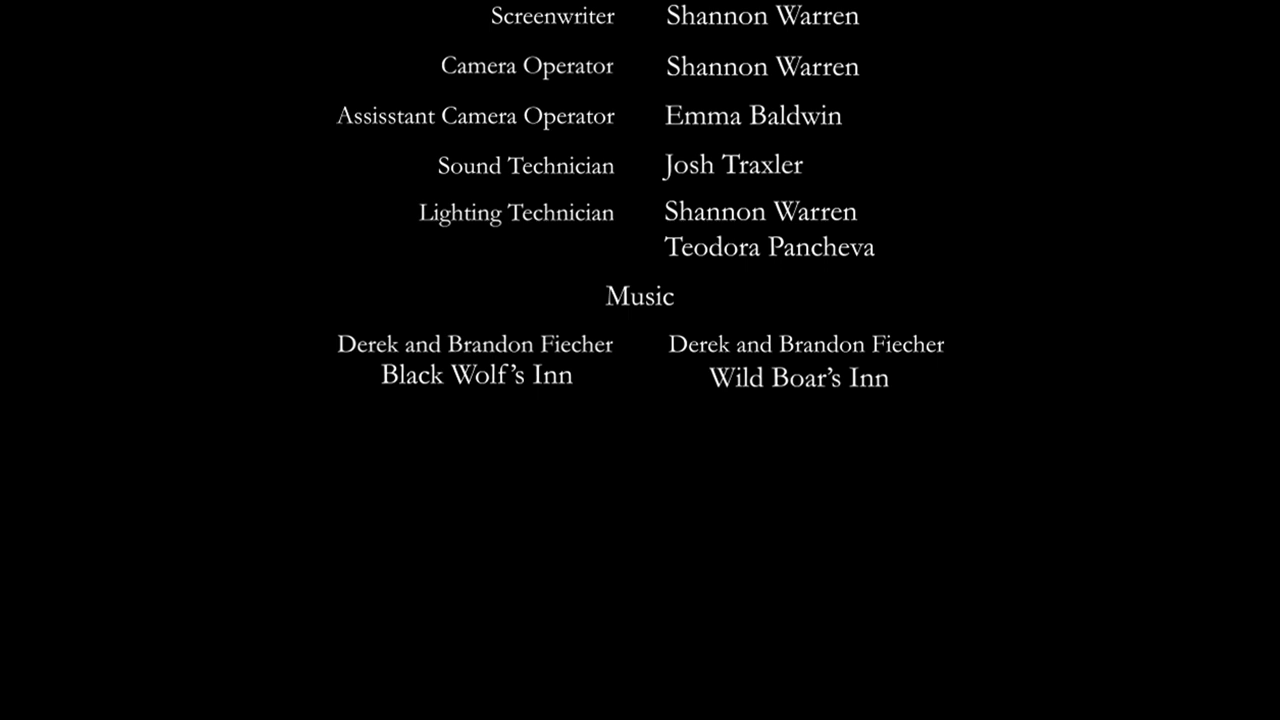 Screenwriter Shannon Warren
Camera Operator Shannon Warren
Assisstant Camera Operator Emma Baldwin
Sound Technician Josh Traxler
Lighting Technician Shannon Warren
Teodora Pancheva
Music
Derek and Brandon Fiecher Derek and Brandon Fiecher
Black Wolf’s Inn Wild Boar’s Inn